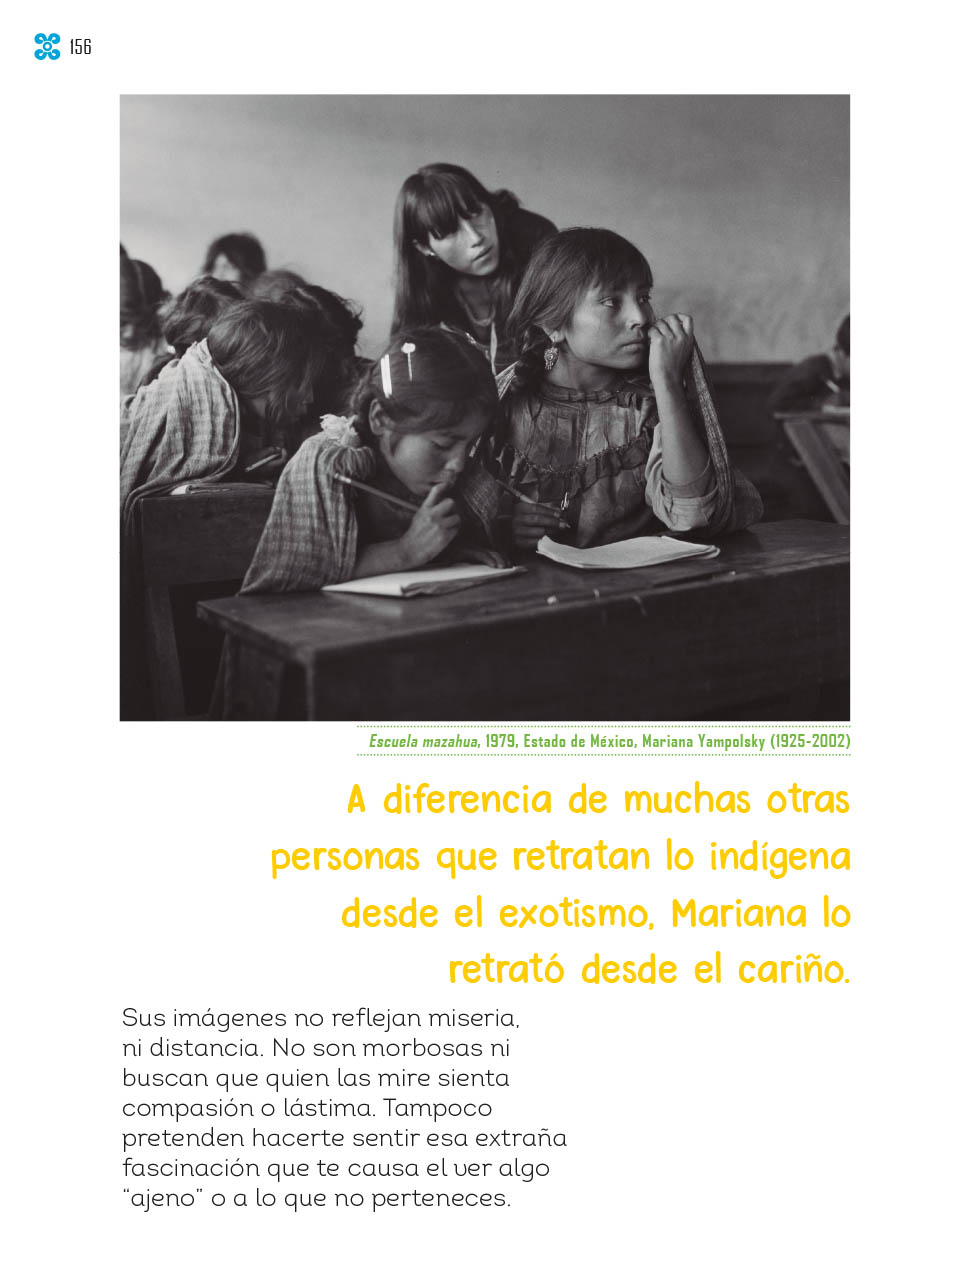 156
Escuela mazahua, 1979, Estado de México, Mariana Yampolsky (1925-2002)
A diferencia de muchas otras
personas que retratan lo indígena
desde el exotismo, Mariana lo
retrató desde el cariño.
Sus imágenes no reflejan miseria,
ni distancia. No son morbosas ni
buscan que quien las mire sienta
compasión o lástima. Tampoco
pretenden hacerte sentir esa extraña
fascinación que te causa el ver algo
“ajeno” o a lo que no perteneces.